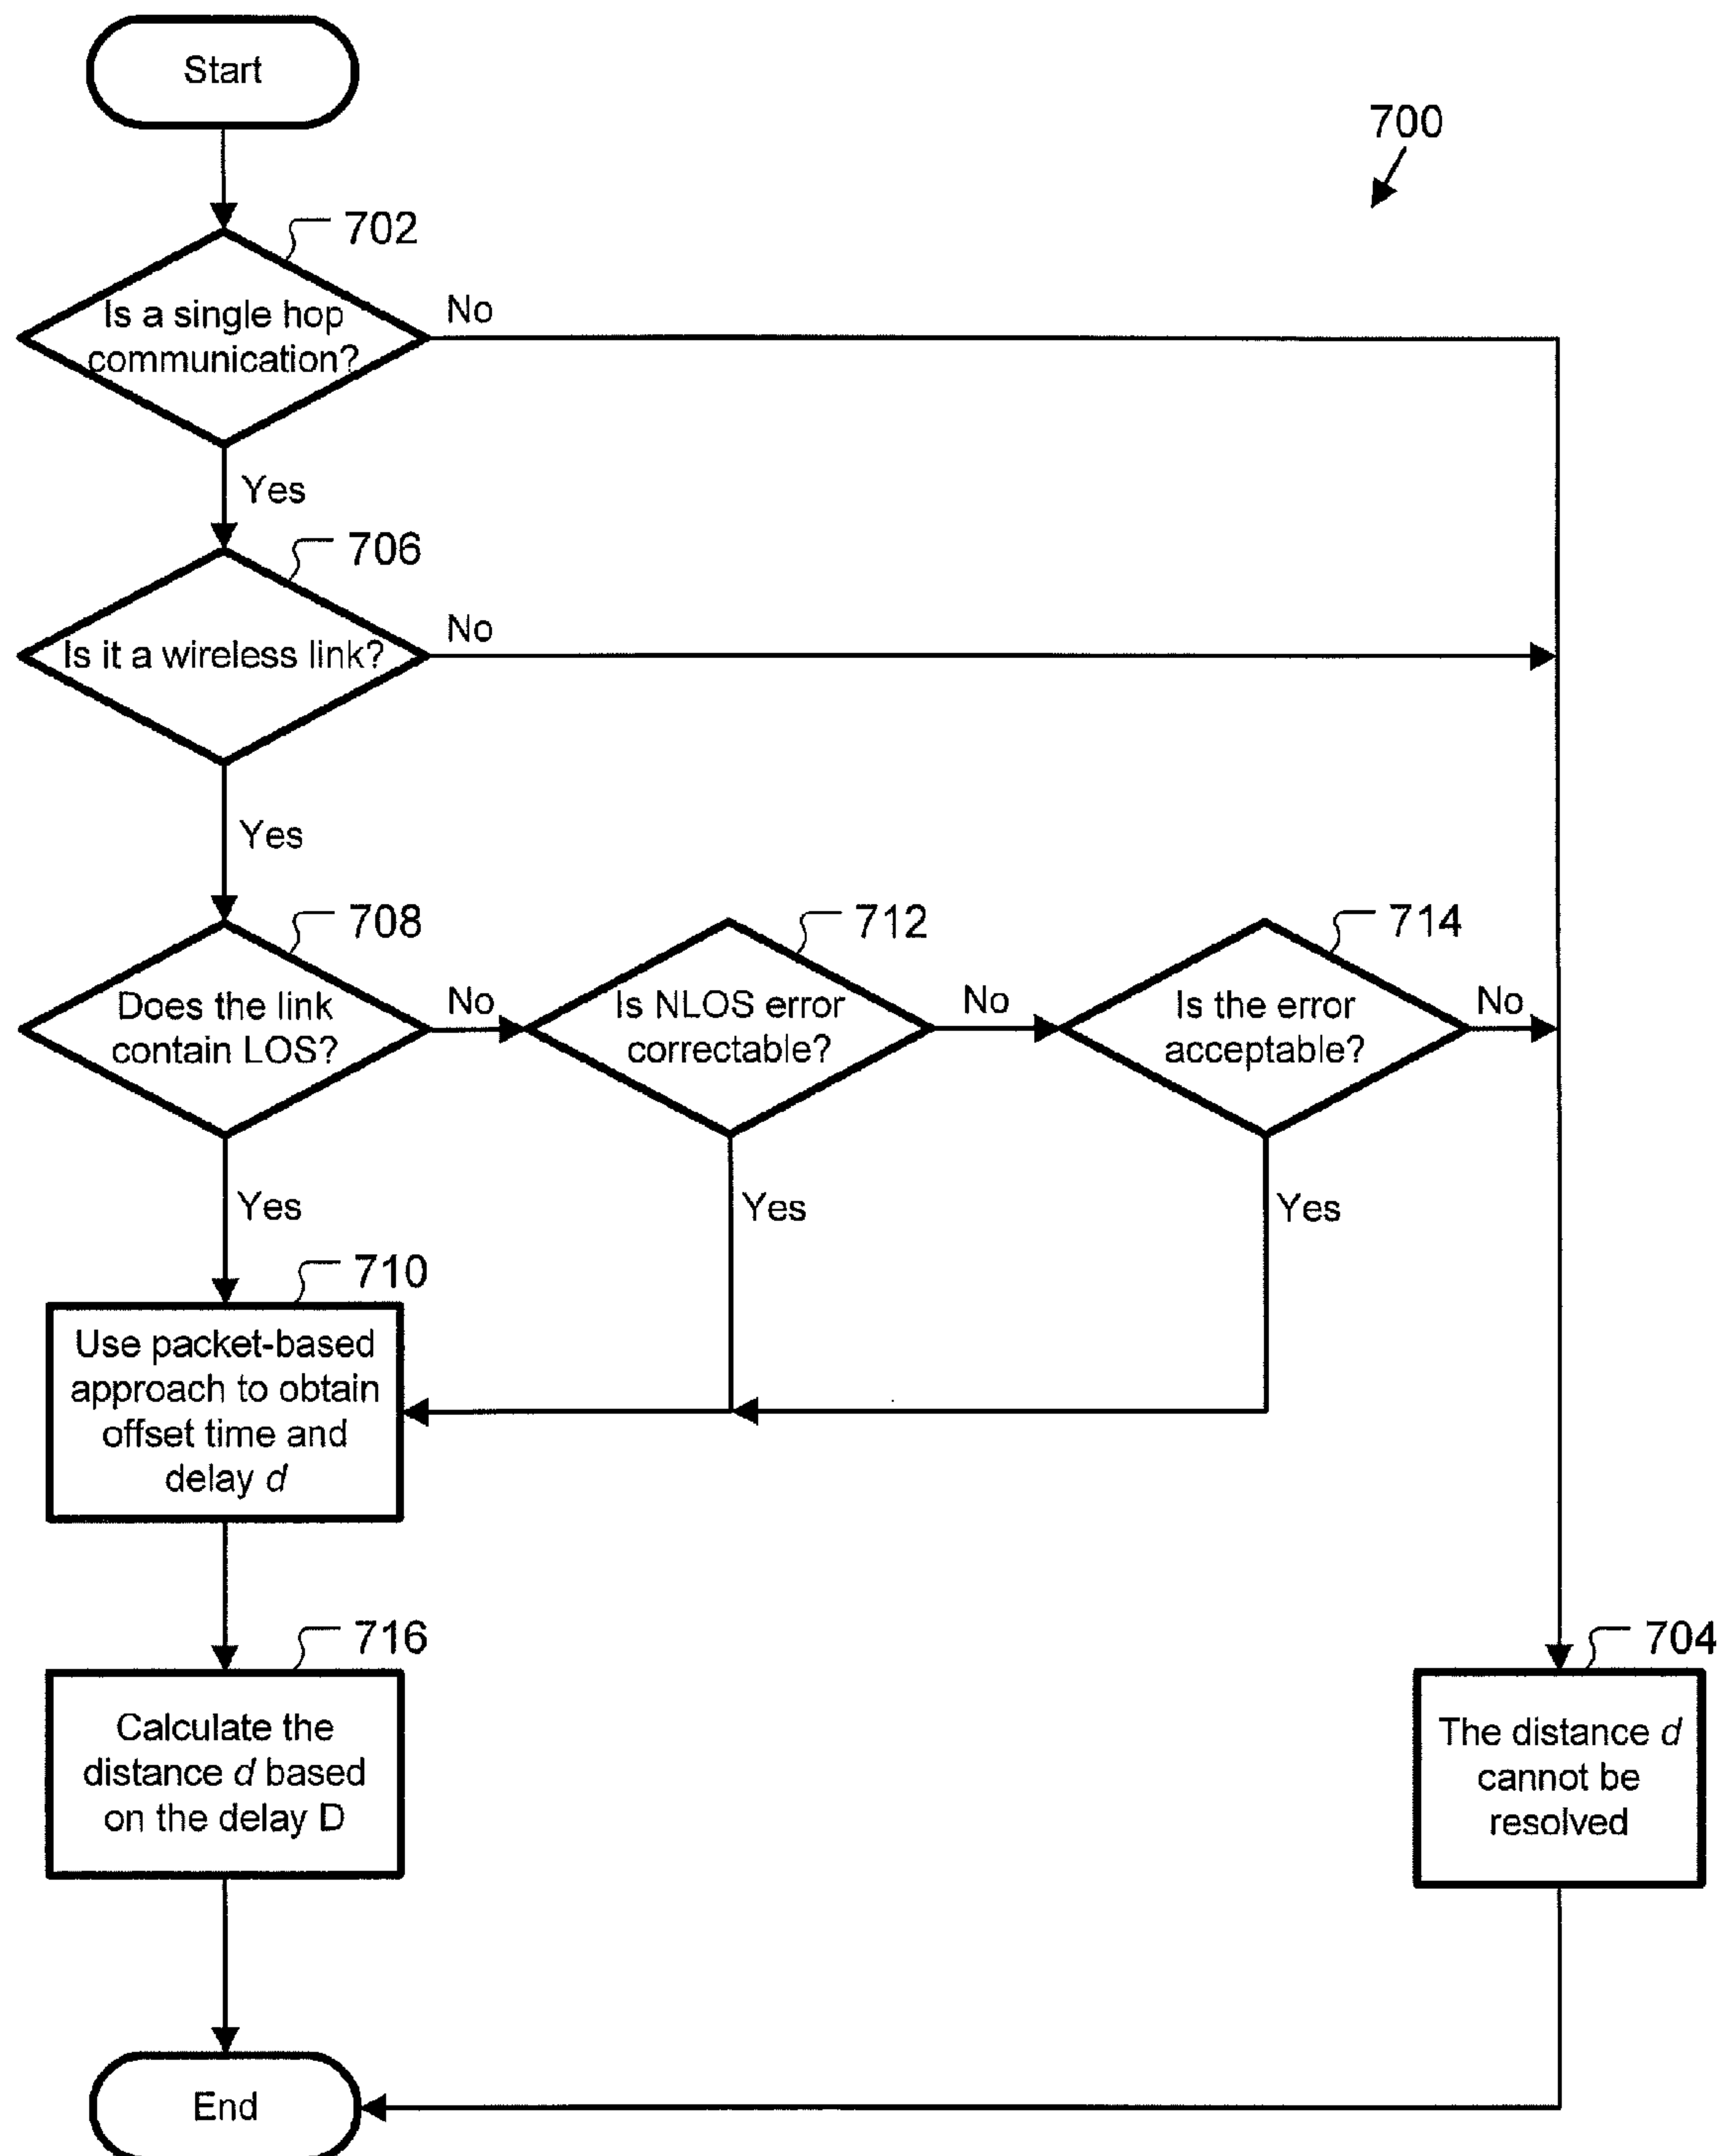 Start
700
702
Is a single hop
communication?
No
Yes
706
Is it a wireless link?
No
Yes
708
Does the link
contain LOS?
No
712
Is NLOS error
correctable?
No
714
Is the error
acceptable?
No
Yes
Yes
Yes
710
Use packet-based
approach to obtain
offset time and
delay d
716
Calculate the
distance d based
on the delay D
704
The distance d
cannot be
resolved
End